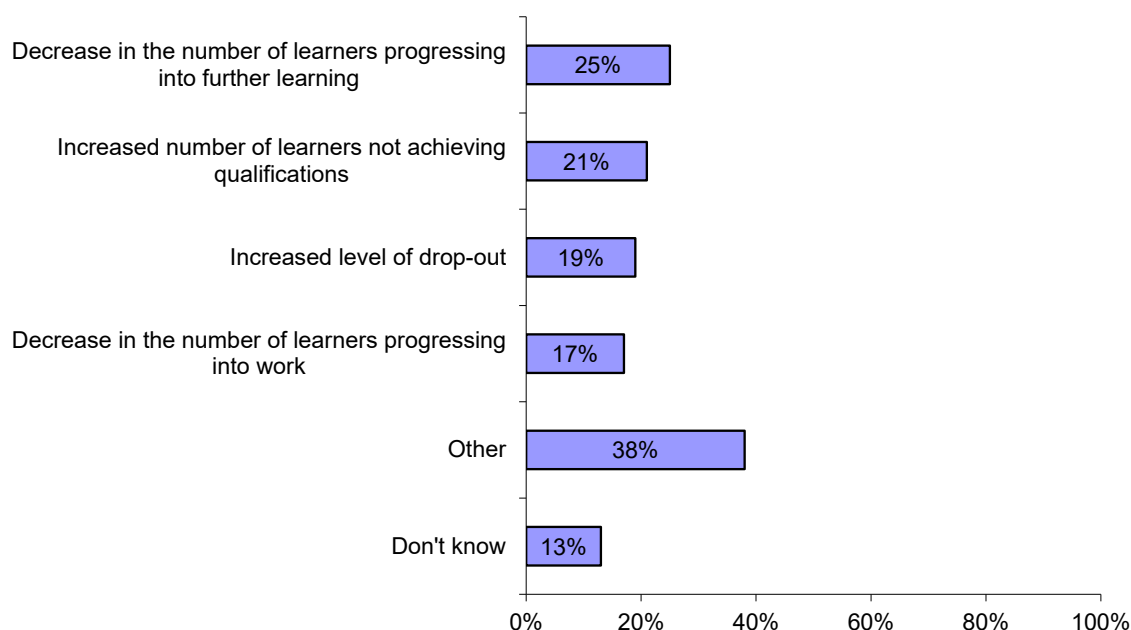 Decrease in the number of learners progressing
into further learning
25%
Increased number of learners not achieving
qualifications
21%
Increased level of drop-out
19%
Decrease in the number of learners progressing
into work
17%
Other
38%
Don't know
13%
0%
20%
40%
60%
80%
100%